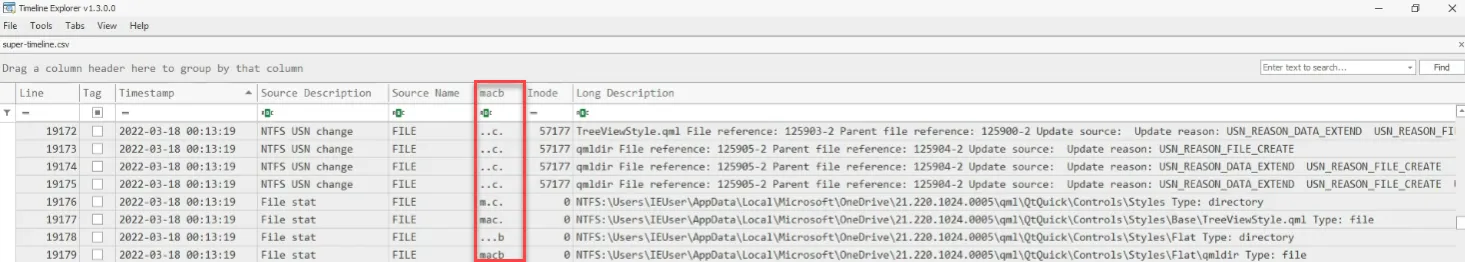 Timeline Explorer v1.3.0.0
File Tools Tabs View Help
super-timeline.csv
Drag a column header here to group by that column
Enter text to search... Find
Line Tag Timestamp Source Description Source Name macb Inode Long Description
19172 2022-03-18 00:13:19 NTFS USN change FILE ..c. 57177 TreeViewStyle.qml File reference: 125903-2 Parent file reference: 125900-2 Update source: Update reason: USN_REASON_DATA_EXTEND USN_REASON_FI
19173 2022-03-18 00:13:19 NTFS USN change FILE ..c. 57177 qmldir File reference: 125905-2 Parent file reference: 125904-2 Update source: Update reason: USN_REASON_FILE_CREATE
19174 2022-03-18 00:13:19 NTFS USN change FILE ..c. 57177 qmldir File reference: 125905-2 Parent file reference: 125904-2 Update source: Update reason: USN_REASON_DATA_EXTEND USN_REASON_FILE_CREATE
19175 2022-03-18 00:13:19 NTFS USN change FILE ..c. 57177 qmldir File reference: 125905-2 Parent file reference: 125904-2 Update source: Update reason: USN_REASON_DATA_EXTEND USN_REASON_FILE_CREATE
19176 2022-03-18 00:13:19 File stat FILE m.c. 0 NTFS:\Users\IEUser\AppData\Local\Microsoft\OneDrive\21.220.1024.0005\qml\QtQuick\Controls\Styles Type: directory
19177 2022-03-18 00:13:19 File stat FILE mac. 0 NTFS:\Users\IEUser\AppData\Local\Microsoft\OneDrive\21.220.1024.0005\qml\QtQuick\Controls\Styles\Base\TreeViewStyle.qml Type: file
19178 2022-03-18 00:13:19 File stat FILE ...b 0 NTFS:\Users\IEUser\AppData\Local\Microsoft\OneDrive\21.220.1024.0005\qml\QtQuick\Controls\Styles\Flat Type: directory
19179 2022-03-18 00:13:19 File stat FILE macb 0 NTFS:\Users\IEUser\AppData\Local\Microsoft\OneDrive\21.220.1024.0005\qml\QtQuick\Controls\Styles\Flat\qmldir Type: file